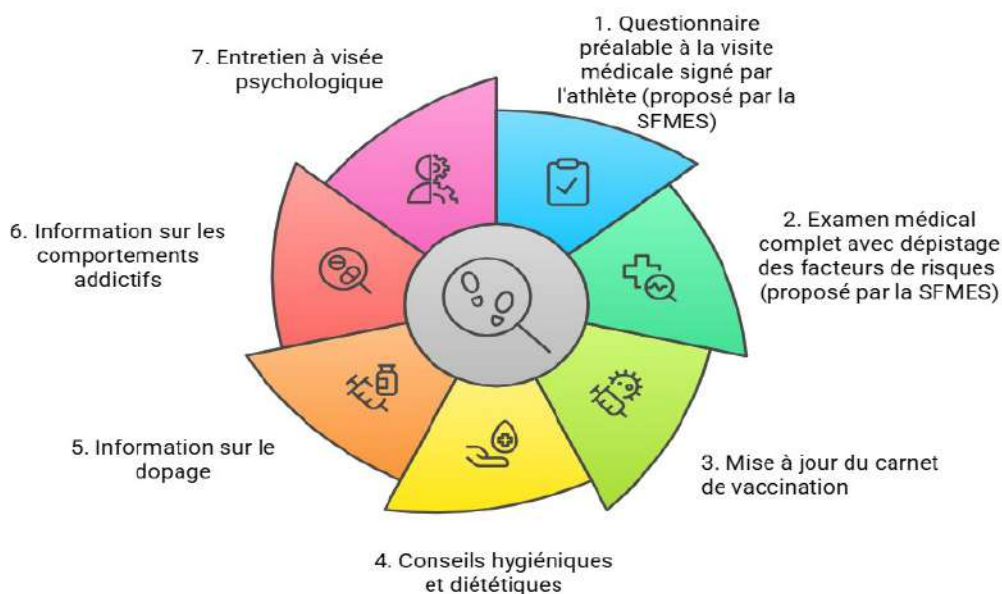 1. Questionnaire
préalable à la visite
médicale signé par
l'athlète (proposé par la
SFMES)
2. Examen médical
complet avec dépistage
des facteurs de risques
(proposé par la SFMES)
3. Mise à jour du carnet
de vaccination
4. Conseils hygiéniques
et diététiques
5. Information sur le
dopage
6. Information sur les
comportements
addictifs
7. Entretien à visée
psychologique